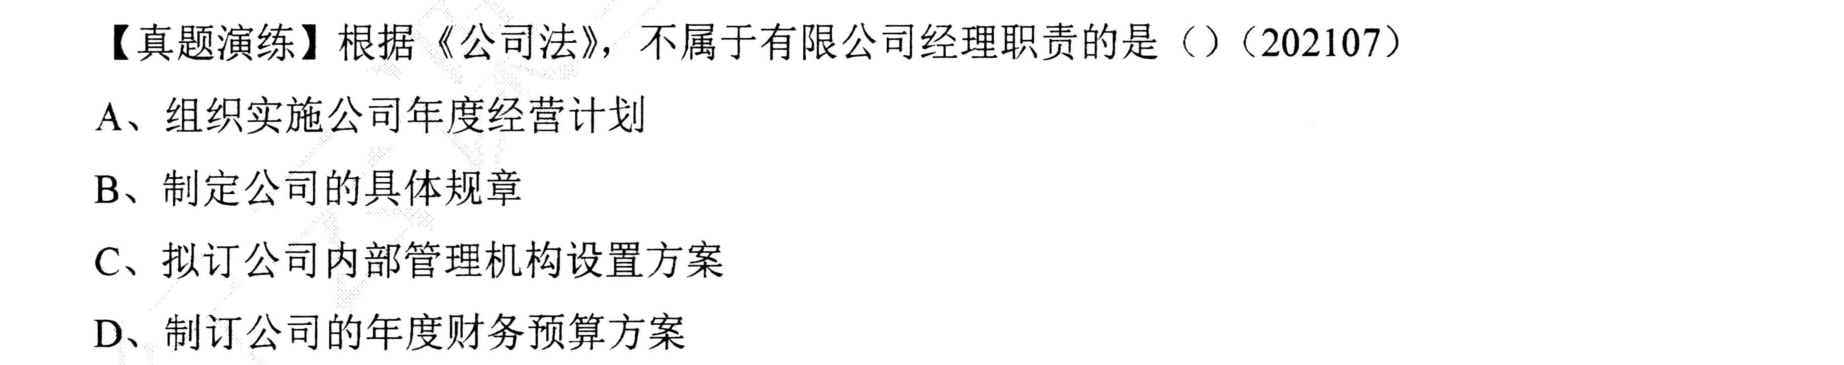 【真题演练】根据《公司法》，不属于有限公司经理职责的是（）（202107）
A、组织实施公司年度经营计划
B、制定公司的具体规章
C、拟订公司内部管理机构设置方案
D、制订公司的年度财务预算方案